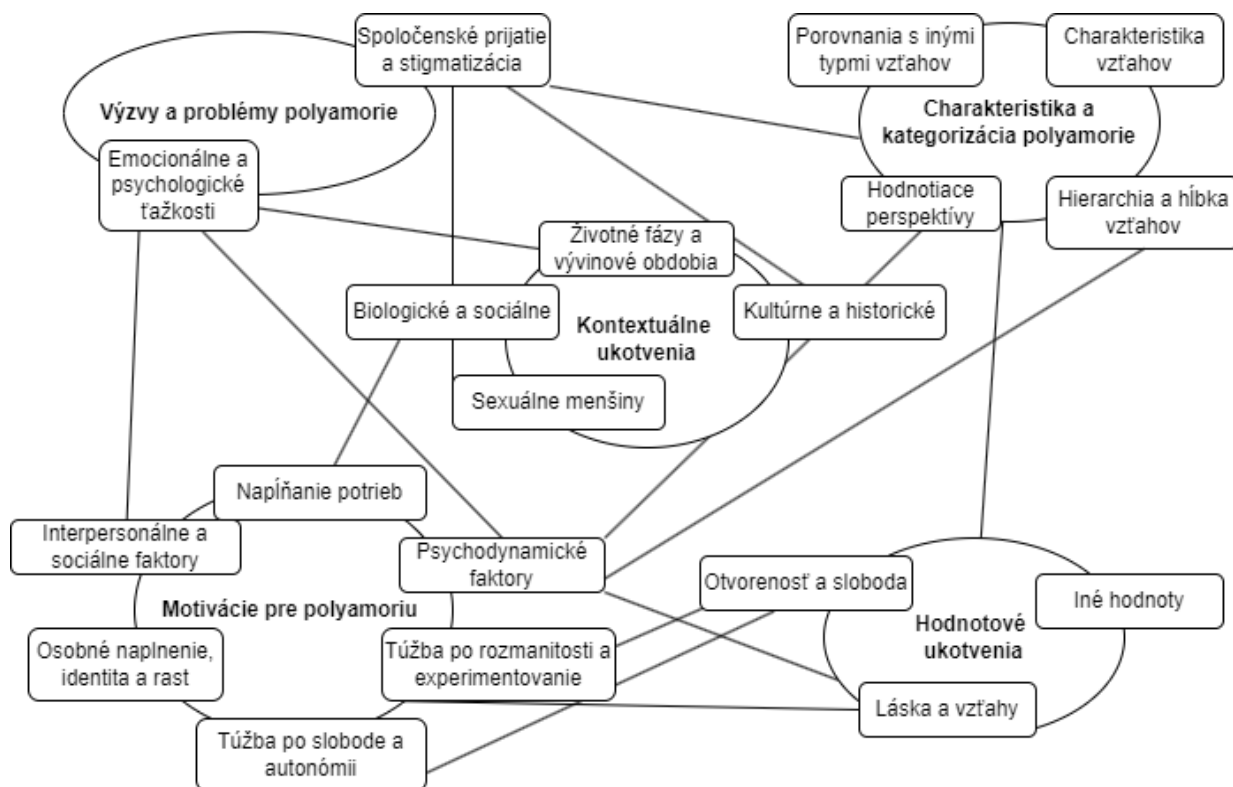 Spoločenské prijatie
a stigmatizácia
Porovnania s inými
typmi vzťahov
Charakteristika
vzťahov
Výzvy a problémy polyamorie
Charakteristika a
kategorizácia polyamorie
Emocionálne a
psychologické
ťažkosti
Hodnotiace
perspektívy
Hierarchia a hĺbka
vzťahov
Životné fázy a
vývinové obdobia
Biologické a sociálne
Kultúrne a historické
Kontextuálne
ukotvenia
Sexuálne menšiny
Napĺňanie potrieb
Interpersonálne a
sociálne faktory
Psychodynamické
faktory
Otvorenosť a sloboda
Iné hodnoty
Motivácie pre polyamoriu
Hodnotové
ukotvenia
Osobné naplnenie,
identita a rast
Túžba po rozmanitosti a
experimentovanie
Láska a vzťahy
Túžba po slobode a
autonómii